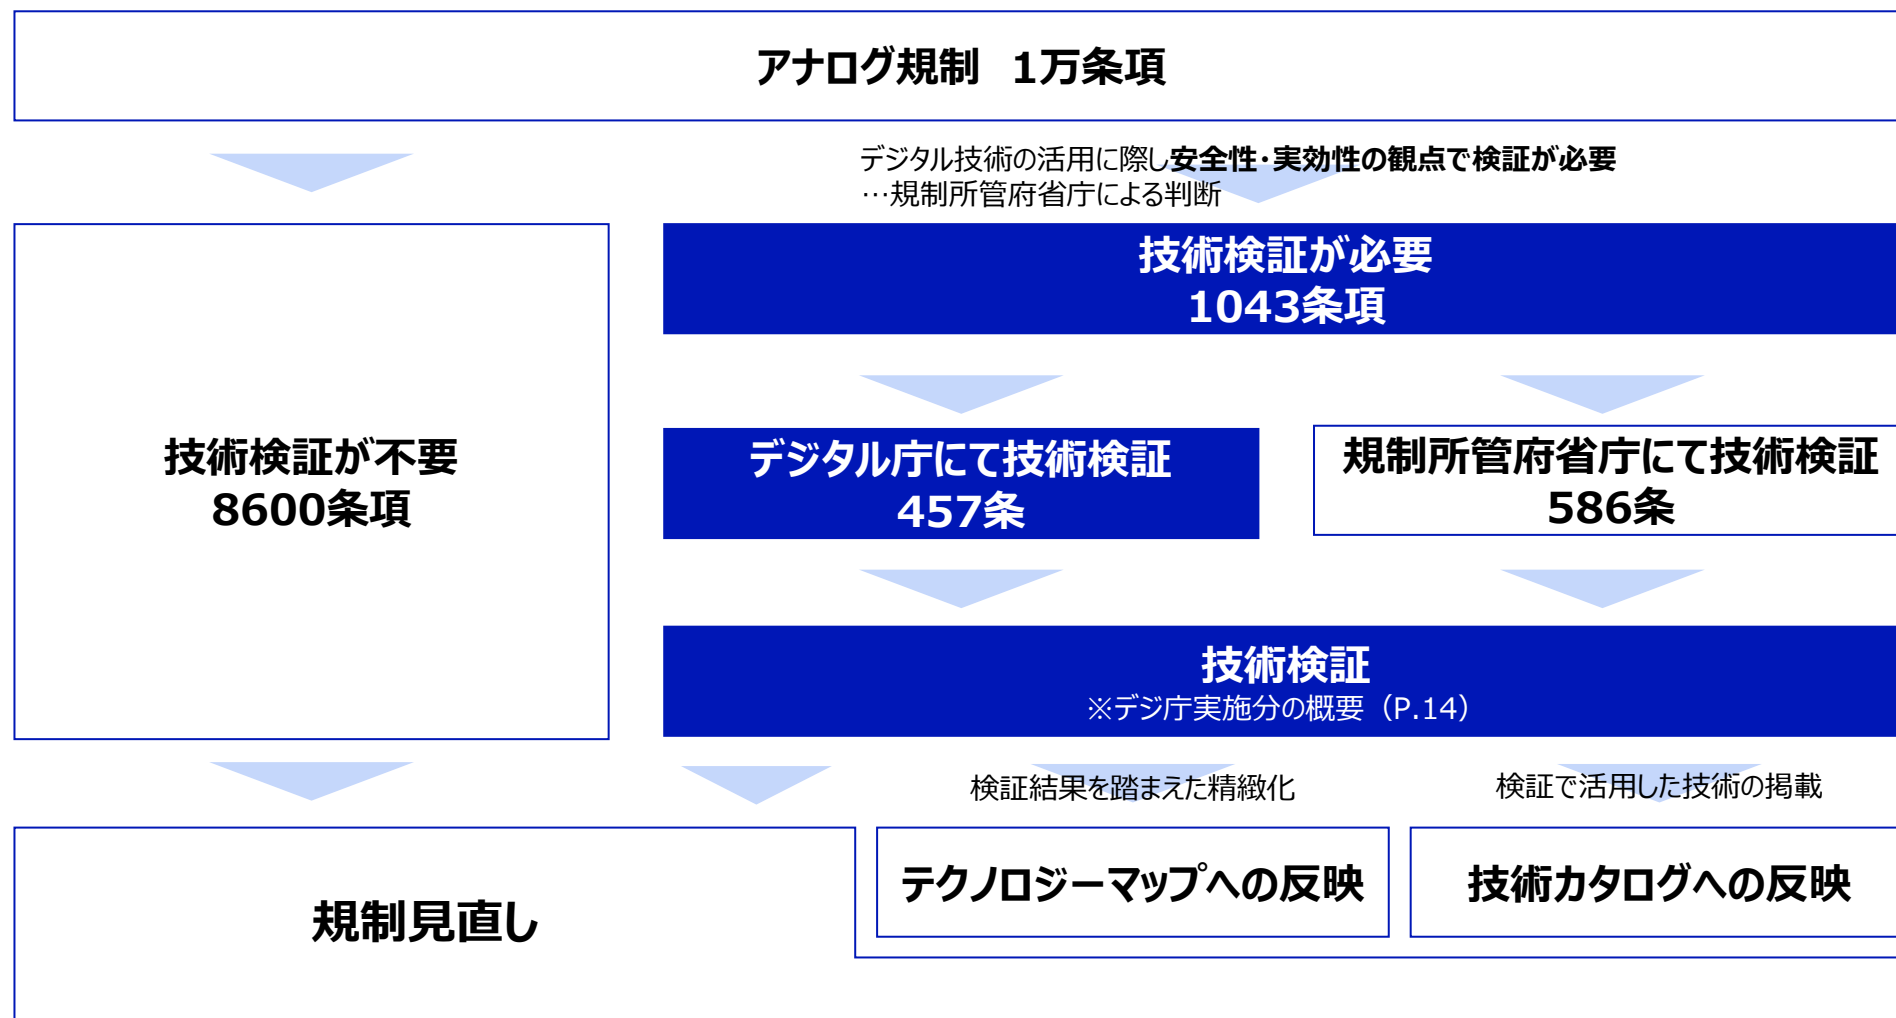 アナログ規制　1万条項
デジタル技術の活用に際し安全性・実効性の観点で検証が必要
…規制所管府省庁による判断
技術検証が必要
1043条項
技術検証が不要
8600条項
デジタル庁にて技術検証
457条
規制所管府省庁にて技術検証
586条
技術検証
※デジ庁実施分の概要（P.14）
検証結果を踏まえた精緻化
検証で活用した技術の掲載
規制見直し
テクノロジーマップへの反映
技術カタログへの反映